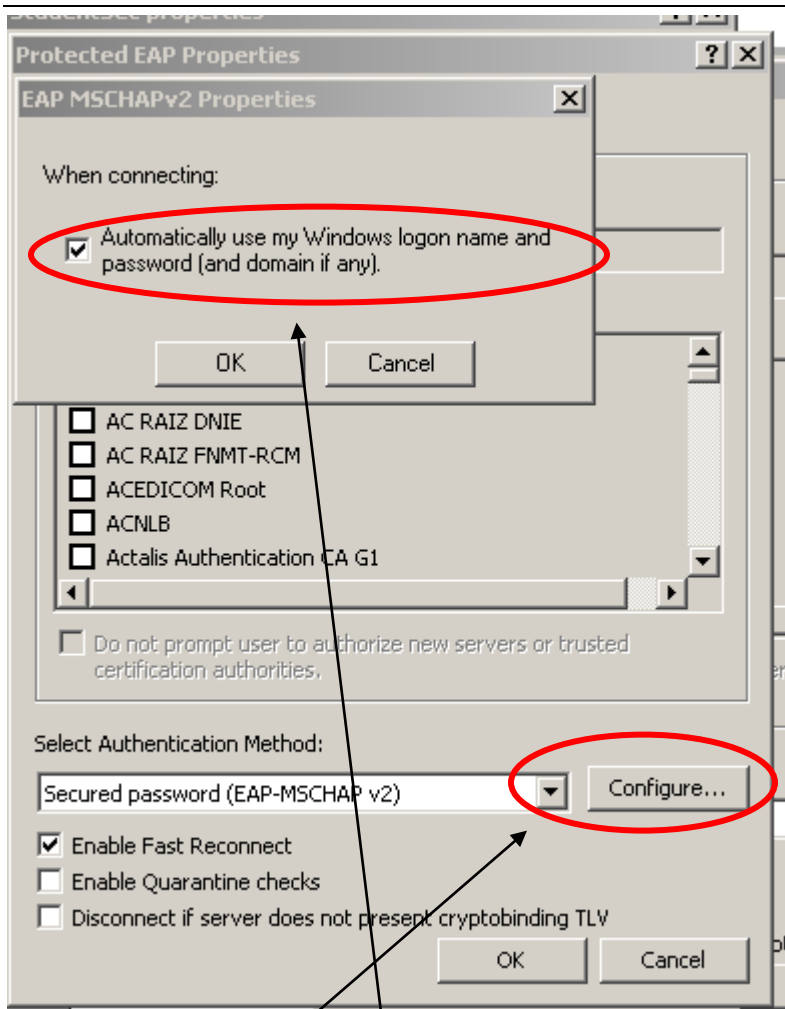 StudentSec properties
Protected EAP Properties
EAP MSCHAPv2 Properties
When connecting:
Automatically use my Windows logon name and
password (and domain if any).
OK
Cancel
AC RAIZ DNIE
AC RAIZ FNMT-RCM
ACEDICOM Root
ACNLB
Actalis Authentication CA G1
Do not prompt user to authorize new servers or trusted
certification authorities.
Select Authentication Method:
Secured password (EAP-MSCHAP v2)
Configure...
Enable Fast Reconnect
Enable Quarantine checks
Disconnect if server does not present cryptobinding TLV
OK
Cancel